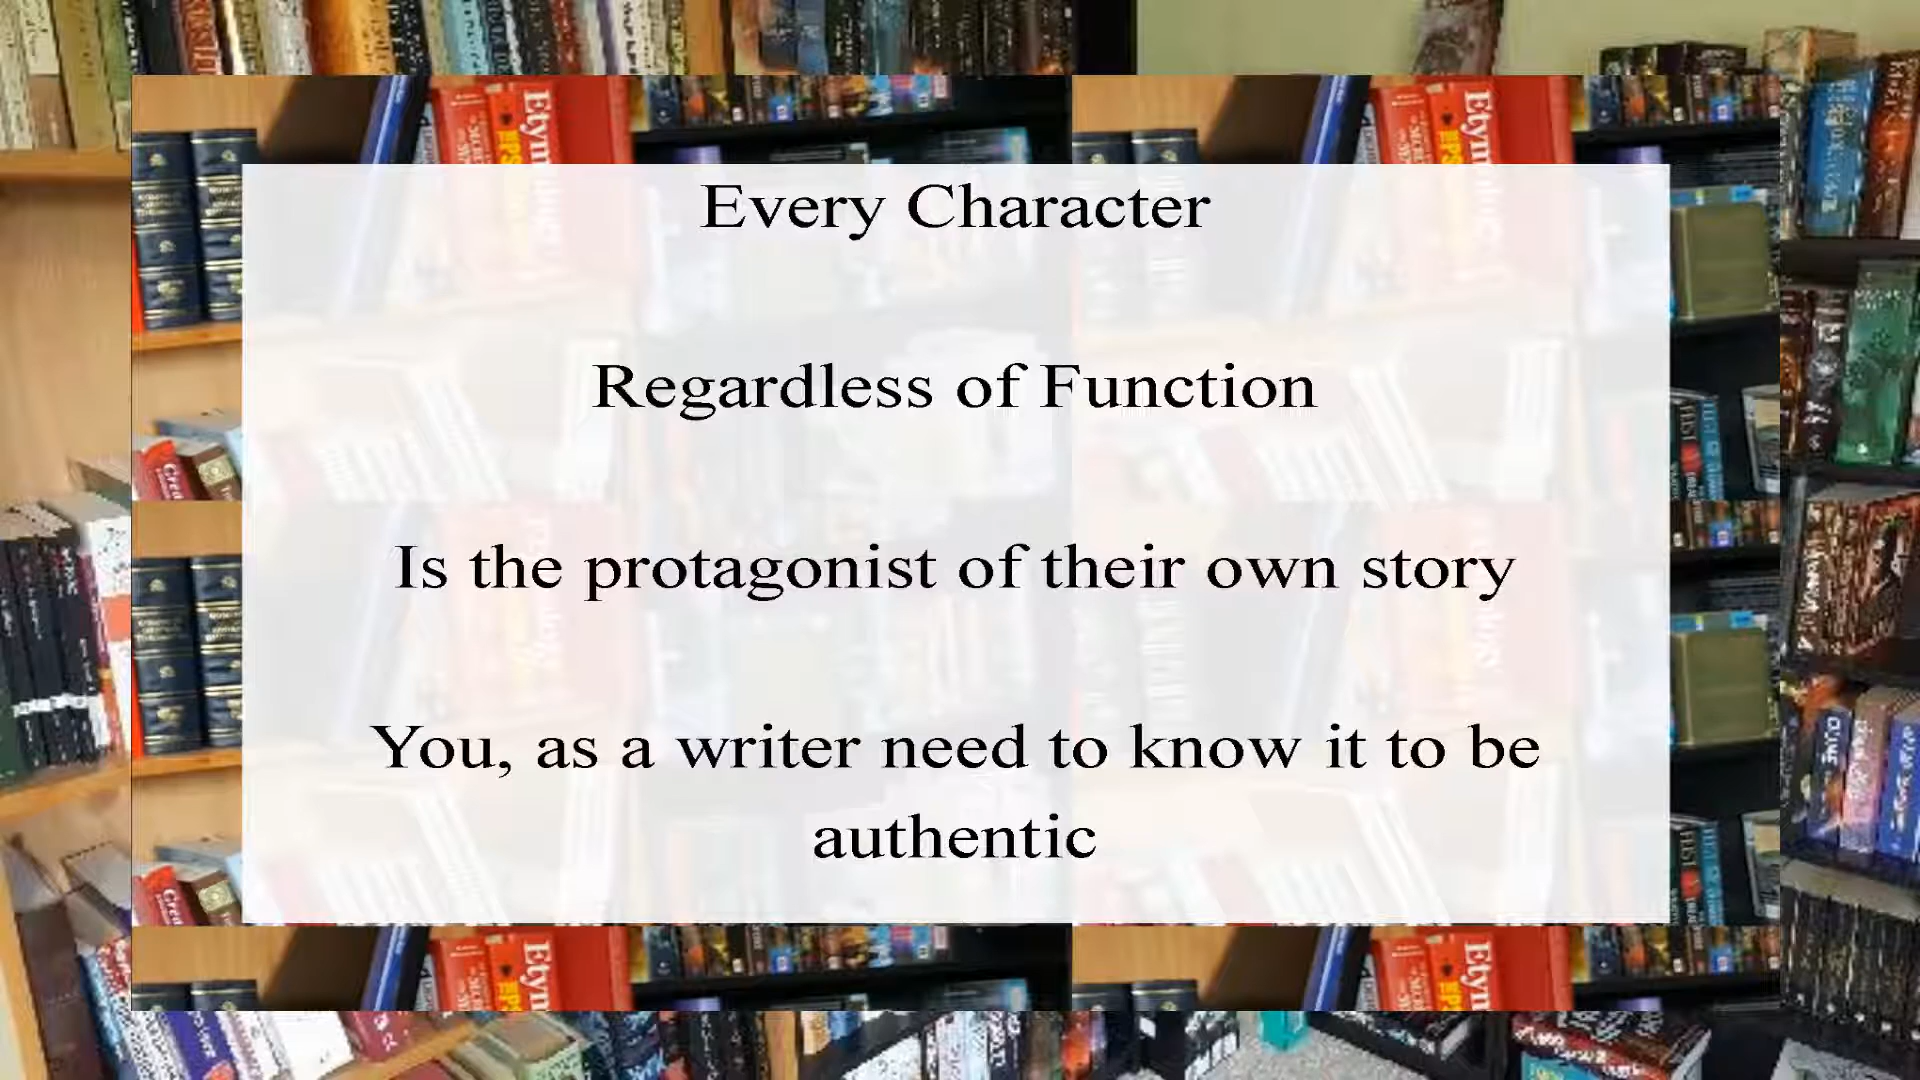 Every Character
Regardless of Function
Is the protagonist of their own story
You, as a writer need to know it to be
authentic